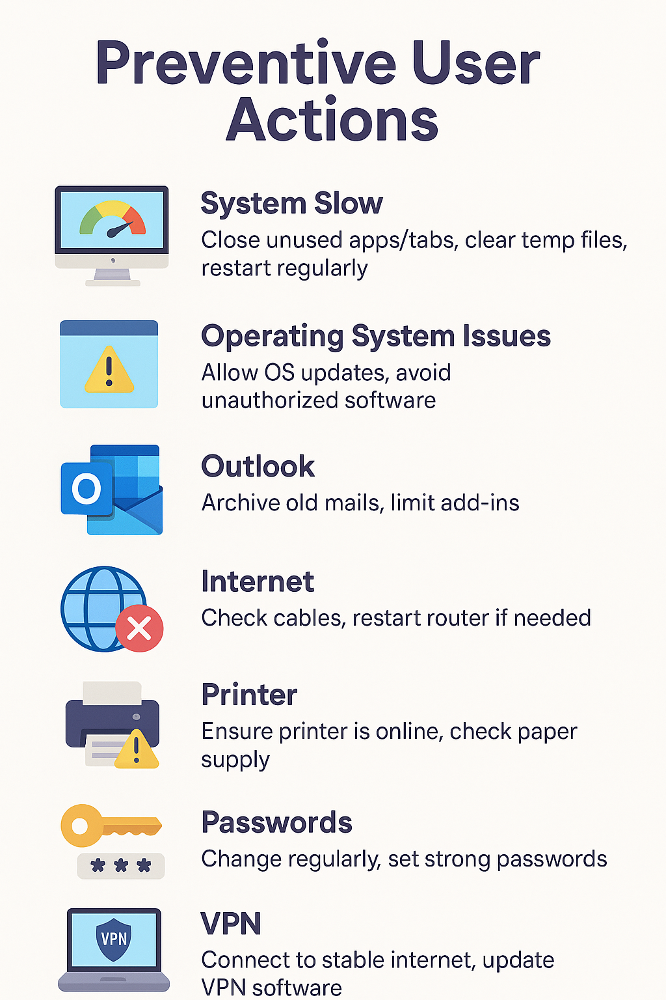 Preventive User
Actions
System Slow
Close unused apps/tabs, clear temp files,
restart regularly
Operating System Issues
Allow OS updates, avoid
unauthorized software
O
Outlook
Archive old mails, limit add-ins
Internet
Check cables, restart router if needed
Printer
Ensure printer is online, check paper
supply
Passwords
Change regularly, set strong passwords
***
VPN
VPN
Connect to stable internet, update
VPN software